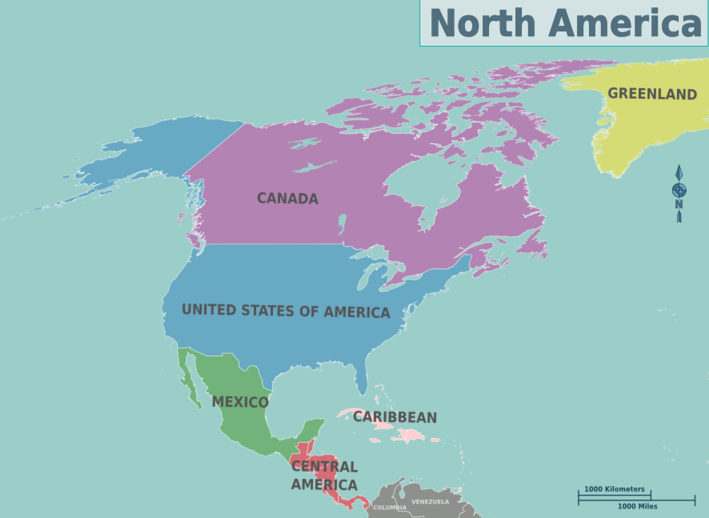 North America
GREENLAND
N
CANADA
UNITED STATES OF AMERICA
MEXICO
CARIBBEAN
CENTRAL
AMERICA
VENEZUELA
COLUMBIA
1000 Kilometers
1000 Miles